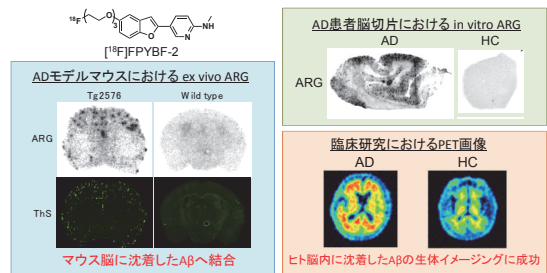 18F
O
3
O
N
H
N
[18F]FPYBF-2
ADモデルマウスにおける ex vivo ARG
Tg2576 Wild type
ARG
ThS
マウス脳に沈着したAβへ結合
AD患者脳切片における in vitro ARG
AD HC
ARG
臨床研究におけるPET画像
AD HC
ヒト脳内に沈着したAβの生体イメージングに成功